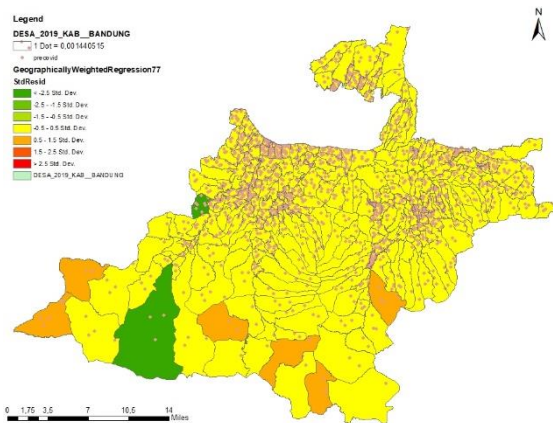 Legend
N
DESA_2019_KAB__BANDUNG
1 Dot = 0,001440515
precovid
GeographicallyWeightedRegression77
StdResid
< -2.5 Std. Dev.
-2.5 - -1.5 Std. Dev.
-1.5 - -0.5 Std. Dev.
-0.5 - 0.5 Std. Dev.
0.5 - 1.5 Std. Dev.
1.5 - 2.5 Std. Dev.
> 2.5 Std. Dev.
DESA_2019_KAB__BANDUNG
0 1,75 3,5 7 10,5 14
Miles